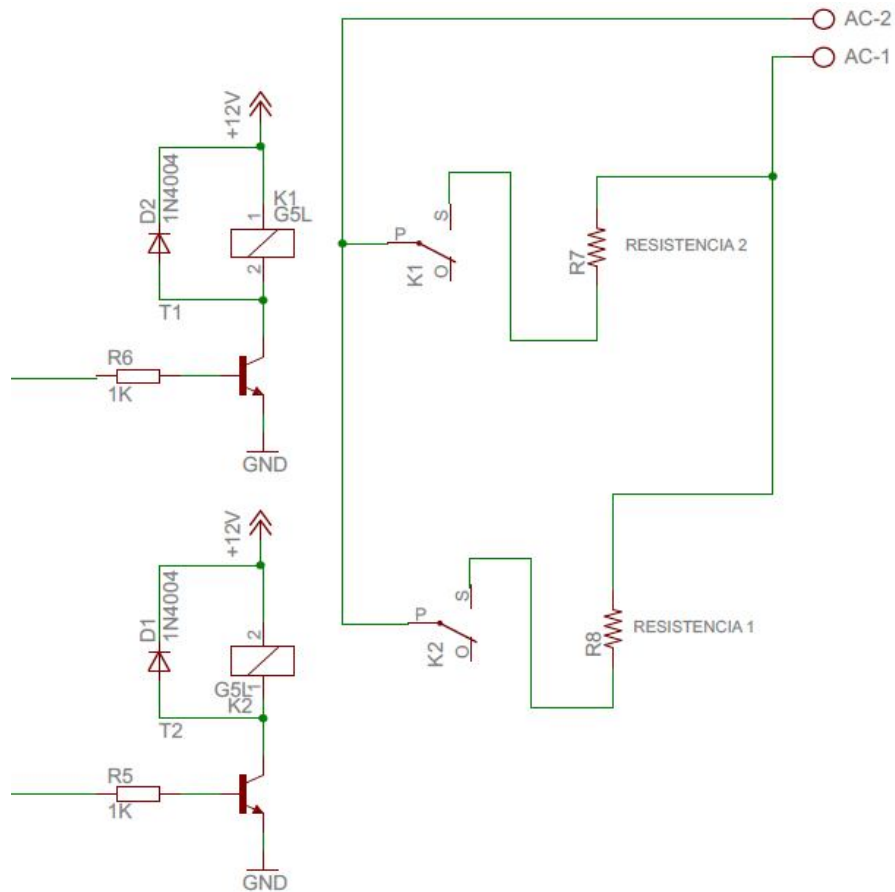 AC-2
AC-1
+12V
D2
1N4004
K1
G5L
1
2
T1
R6
1K
GND
P
S
O
K1
R7
RESISTENCIA 2
+12V
D1
1N4004
2
G5L
1
K2
T2
R5
1K
GND
P
S
O
K2
R8
RESISTENCIA 1